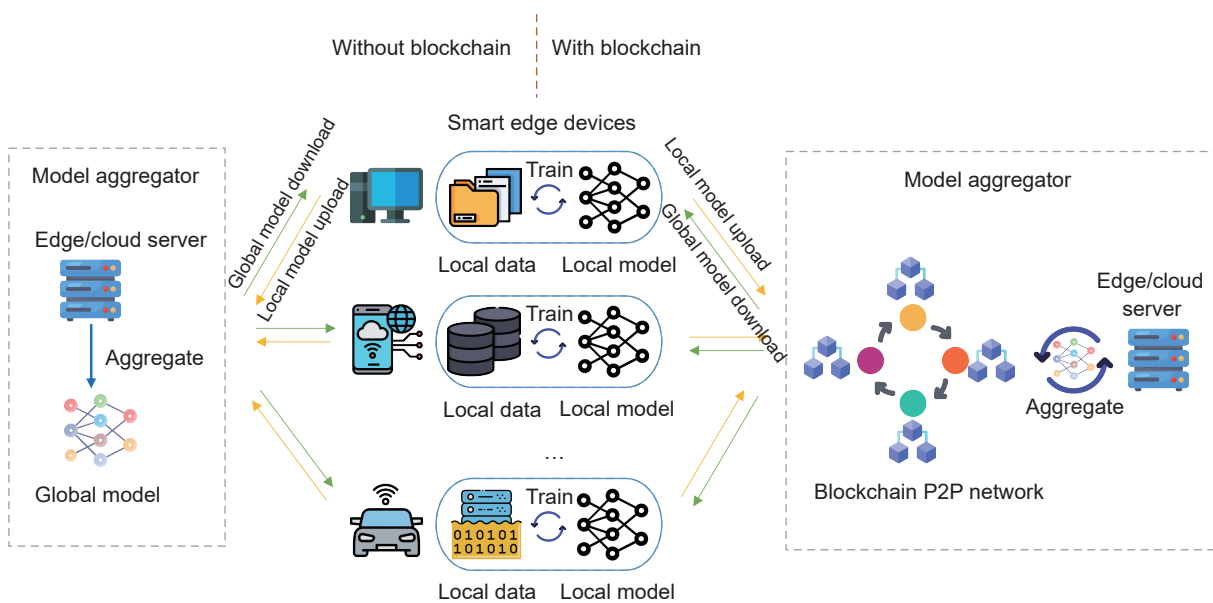 Without blockchain
With blockchain
Smart edge devices
Model aggregator
Edge/cloud server
Aggregate
Global model
Global model download
Local model upload
Train
Local data
Local model
Train
Local data
Local model
...
Train
010101
101010
Local data
Local model
Local model upload
Global model download
Model aggregator
Blockchain P2P network
Edge/cloud
server
Aggregate